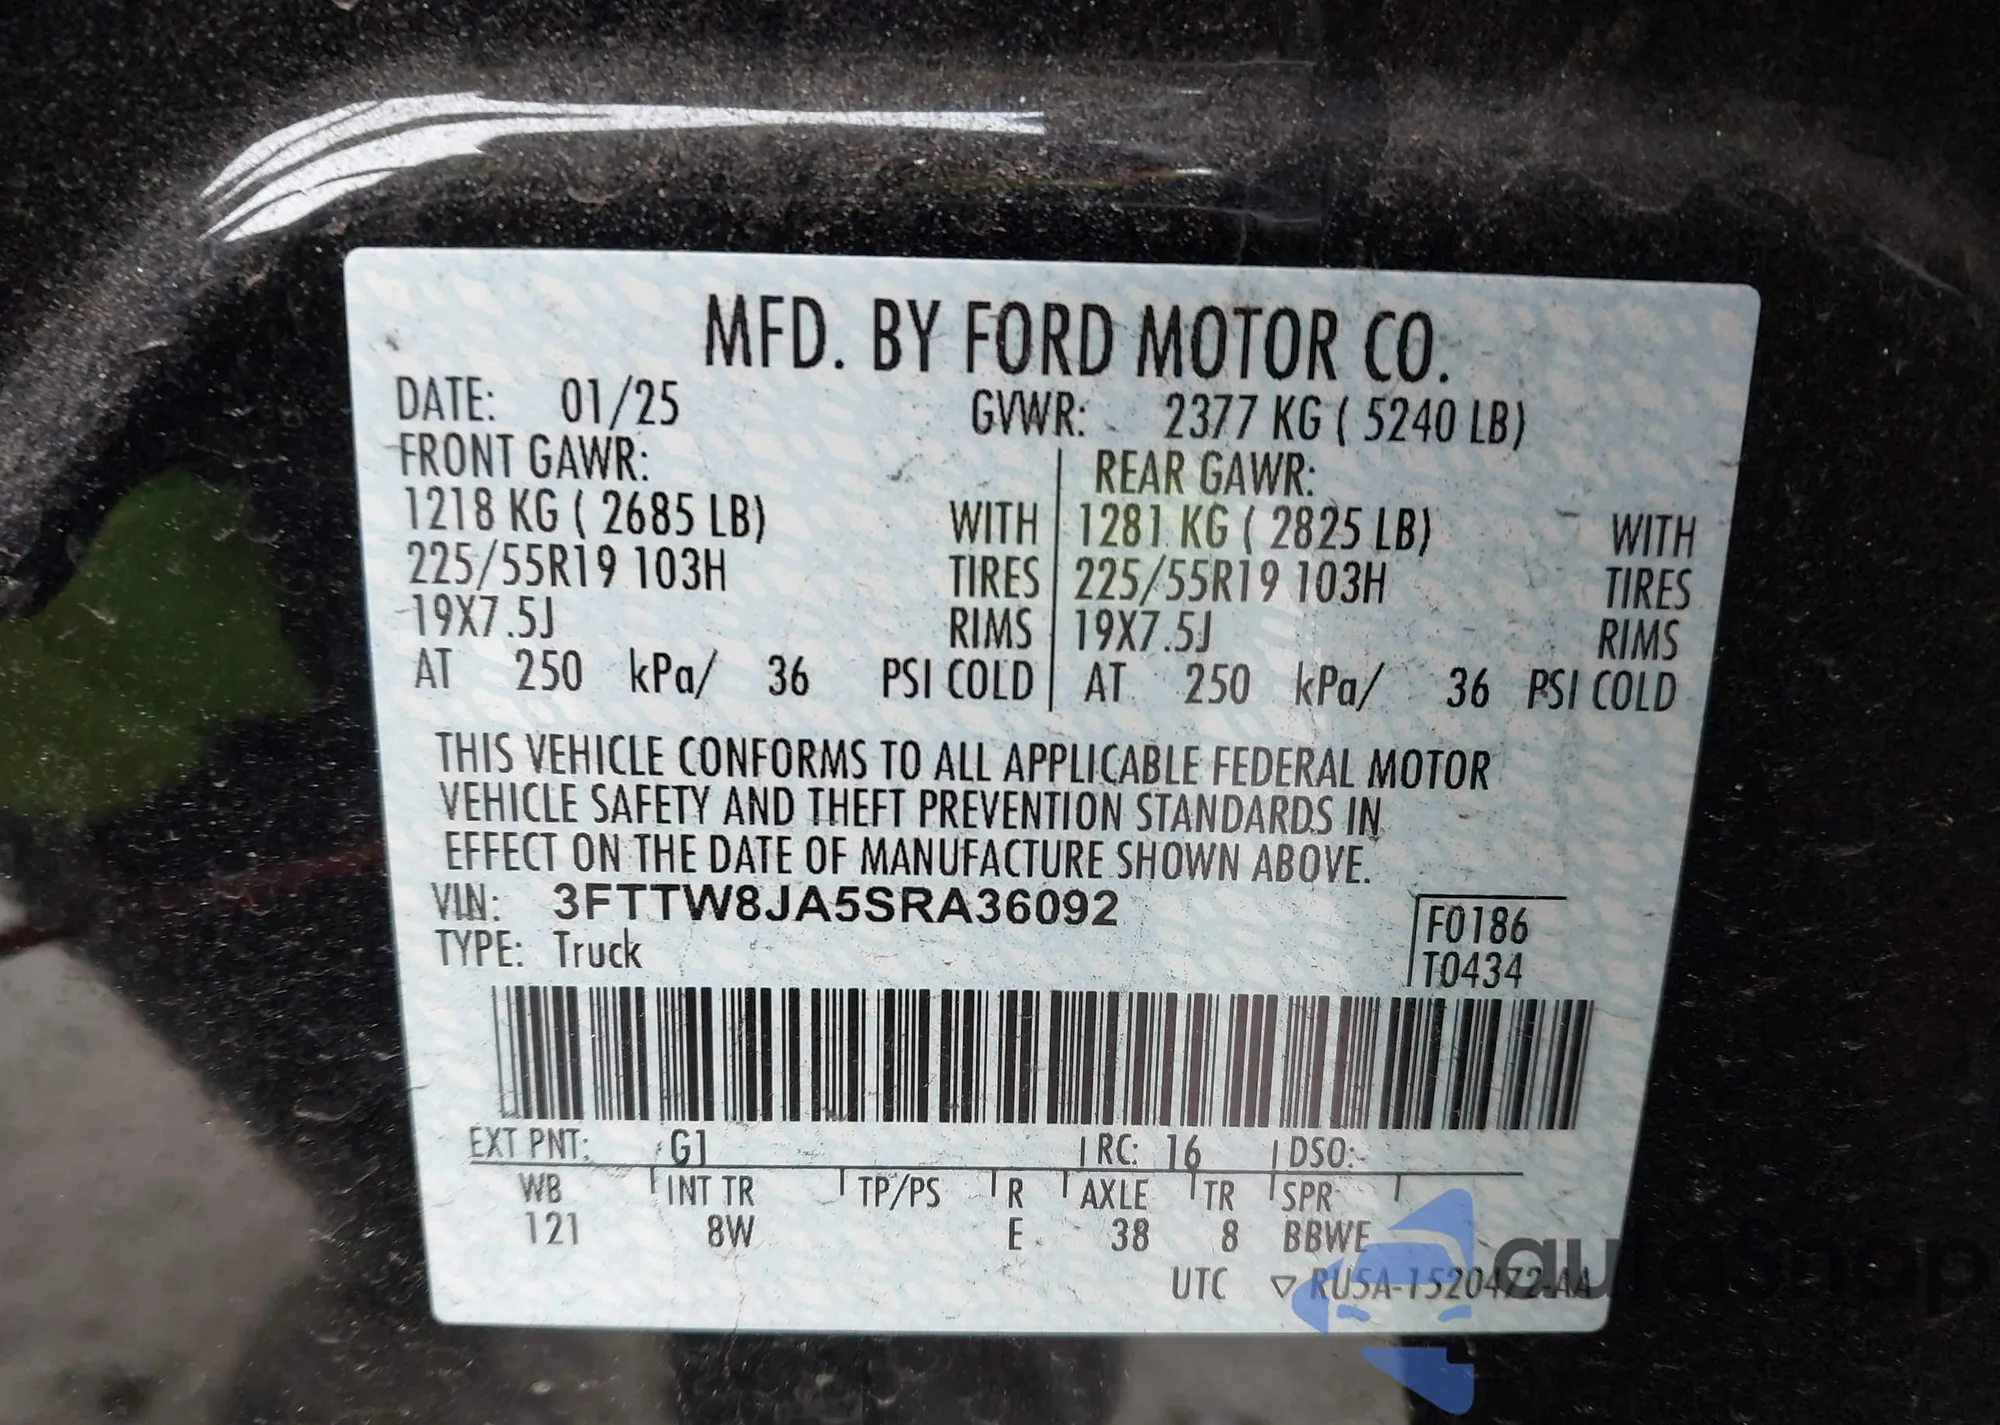 MFD. BY FORD MOTOR CO.
DATE: 01/25 GVWR: 2377 KG ( 5240 LB)
FRONT GAWR: REAR GAWR:
1218 KG ( 2685 LB) WITH 1281 KG ( 2825 LB) WITH
225/55R19 103H TIRES 225/55R19 103H TIRES
19X7.5J RIMS 19X7.5J RIMS
AT 250 kPa/ 36 PSI COLD AT 250 kPa/ 36 PSI COLD
THIS VEHICLE CONFORMS TO ALL APPLICABLE FEDERAL MOTOR
VEHICLE SAFETY AND THEFT PREVENTION STANDARDS IN
EFFECT ON THE DATE OF MANUFACTURE SHOWN ABOVE.
VIN: 3FTTW8JA5SRA36092
F0186
TYPE: Truck
T0434
EXT PNT: G1 RC: 16 DSO:
WB INT TR TP/PS R AXLE TR SPR
121 8W E 38 8 BBWE
UTC ▽ RU5A-1520472-AA
autosnap